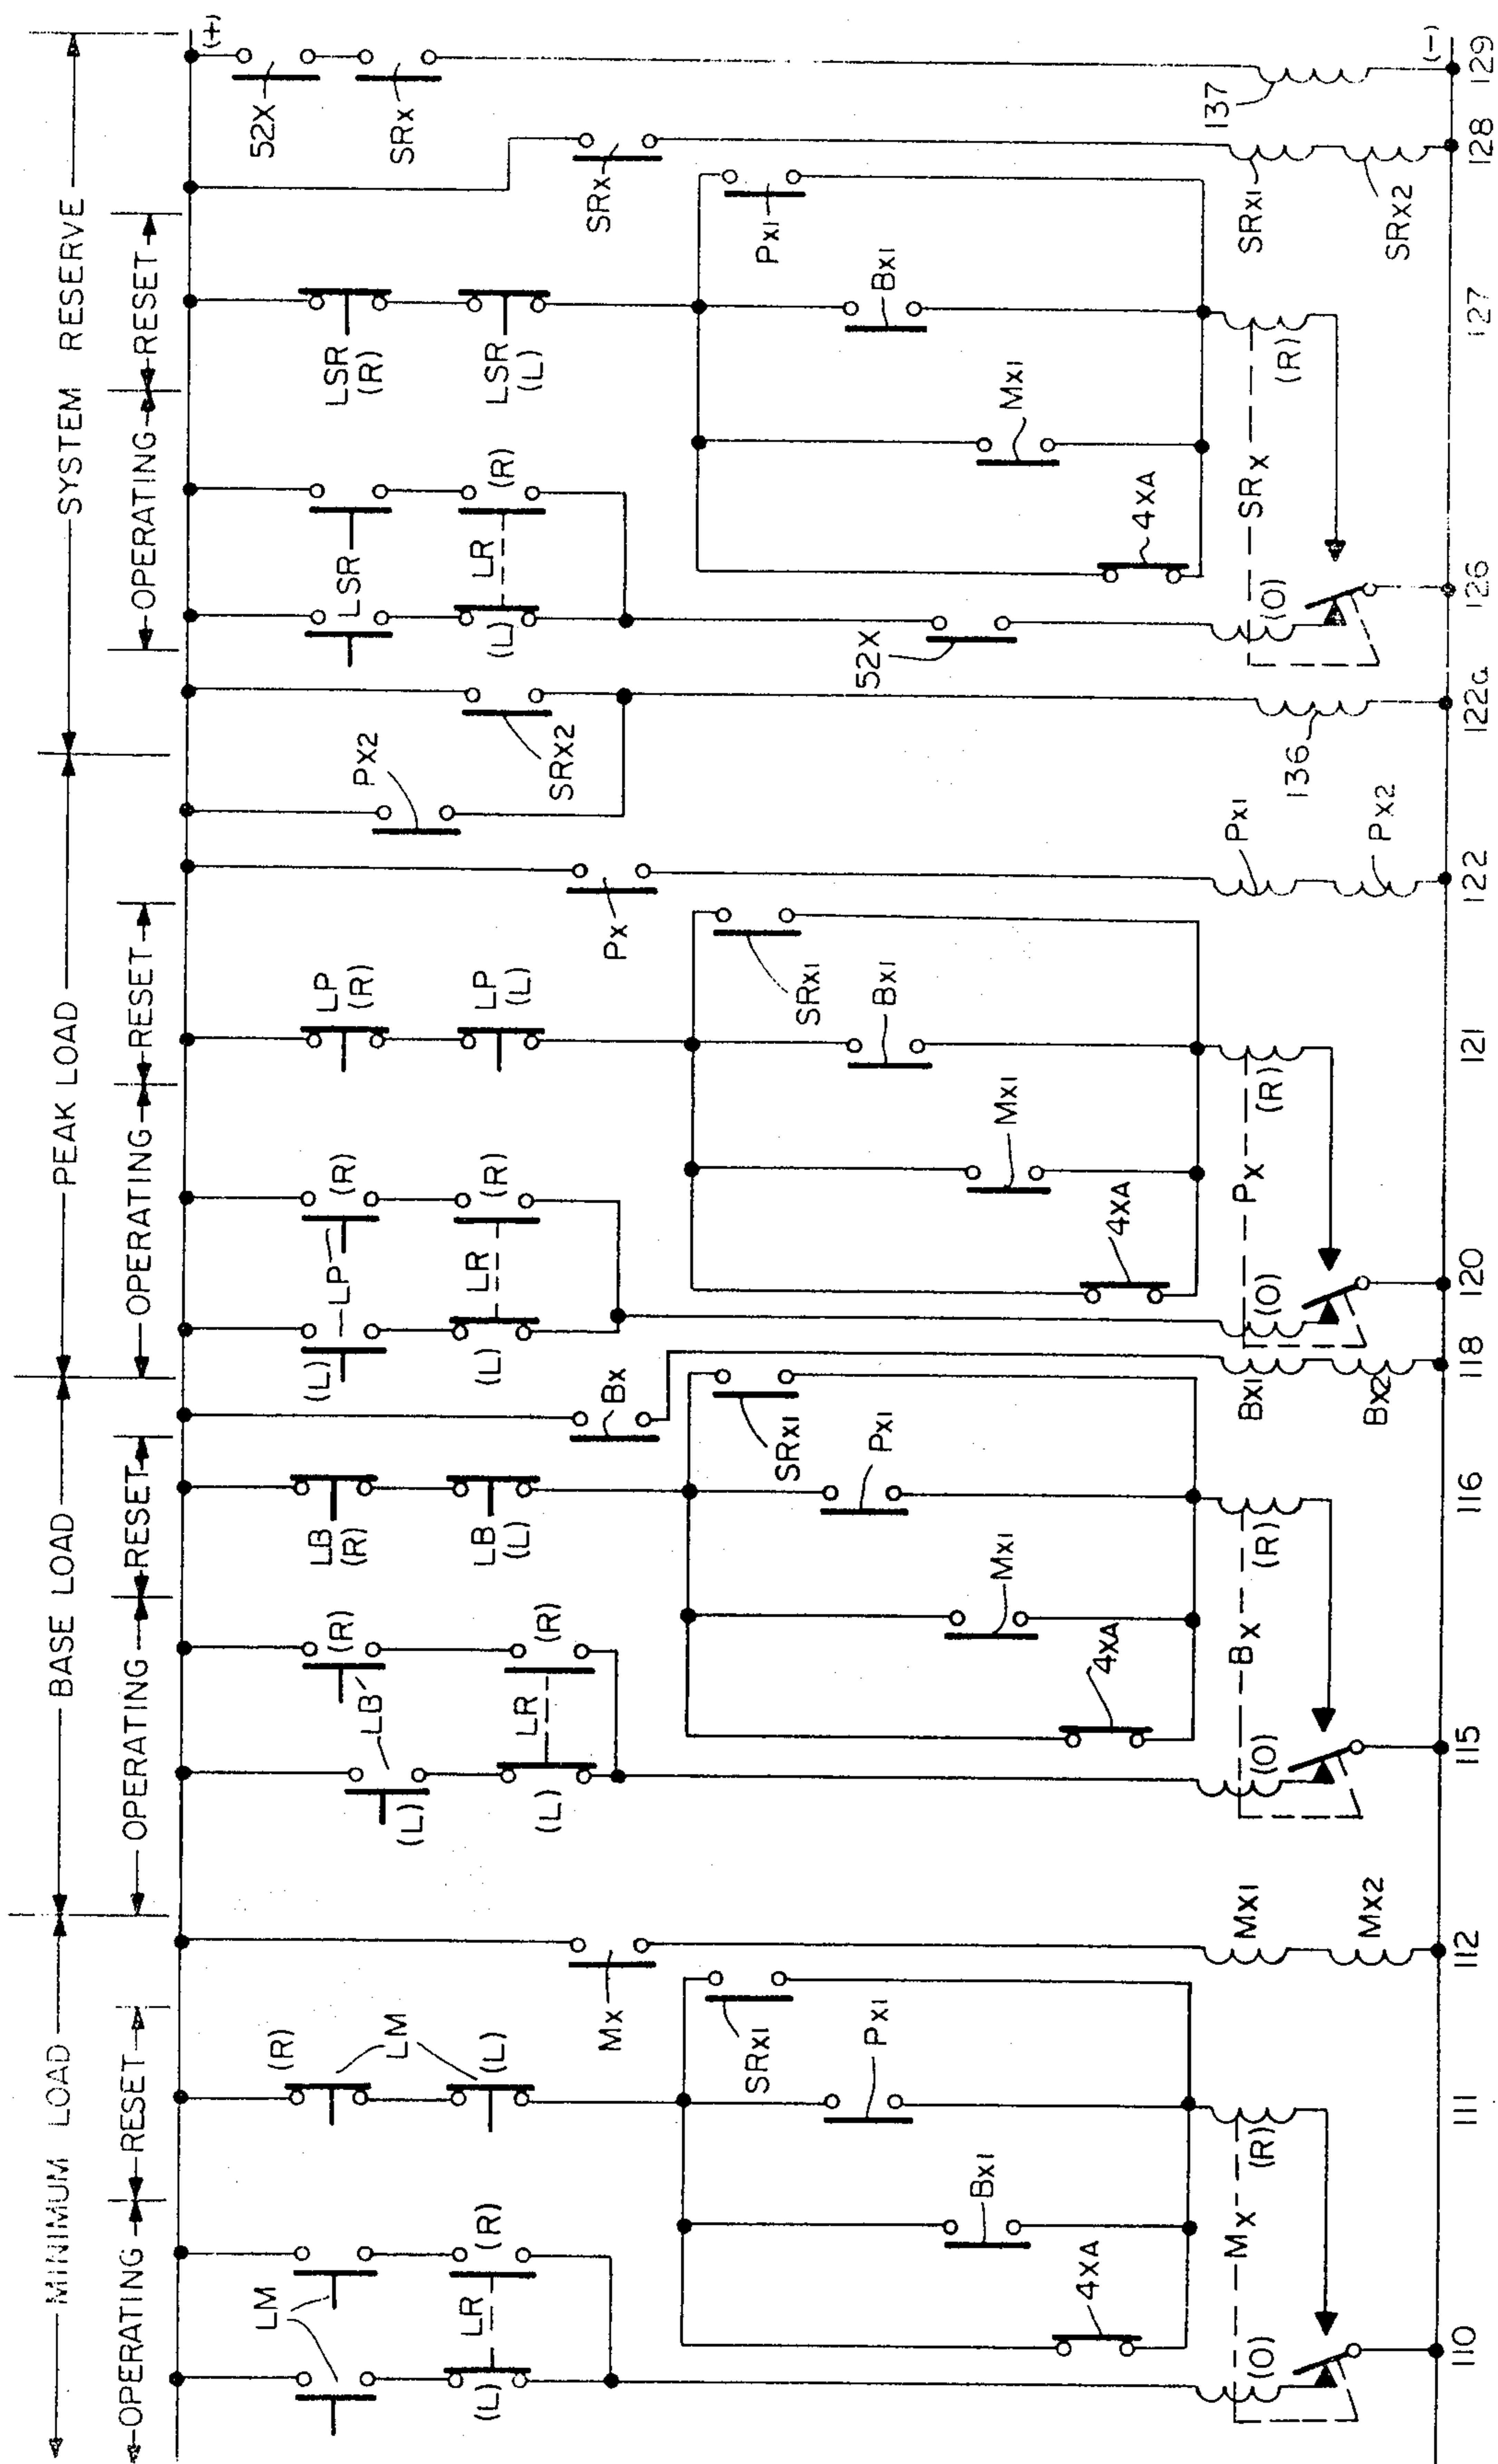 MINIMUM LOAD
BASE LOAD
PEAK LOAD
SYSTEM RESERVE
OPERATING
RESET
OPERATING
RESET
OPERATING
RESET
OPERATING
RESET
(+)
LM
LR
(L)
(R)
(R)
LM
(L)
Mx
SRx1
Px1
Bx1
4XA
Mx
(O)
(R)
Mx1
Mx2
(L)
LB
(R)
LR
(L)
(R)
LB
(R)
LB
(L)
Bx
SRx1
Px1
Mx1
4XA
Bx
(O)
(R)
Bx1
Bx2
(L)
LP
(R)
LR
(L)
(R)
LP
(R)
LP
(L)
Px
SRx1
Bx1
Mx1
4XA
Px
(O)
(R)
Px1
Px2
Px2
SRx2
136
LSR
LR
(L)
(R)
52X
LSR
(R)
LSR
(L)
Px1
Bx1
Mx1
4XA
SRx
(O)
(R)
SRx
SRx1
SRx2
52X
SRx
137
(-)
110
111
112
115
116
118
120
121
122
122a
126
127
128
129